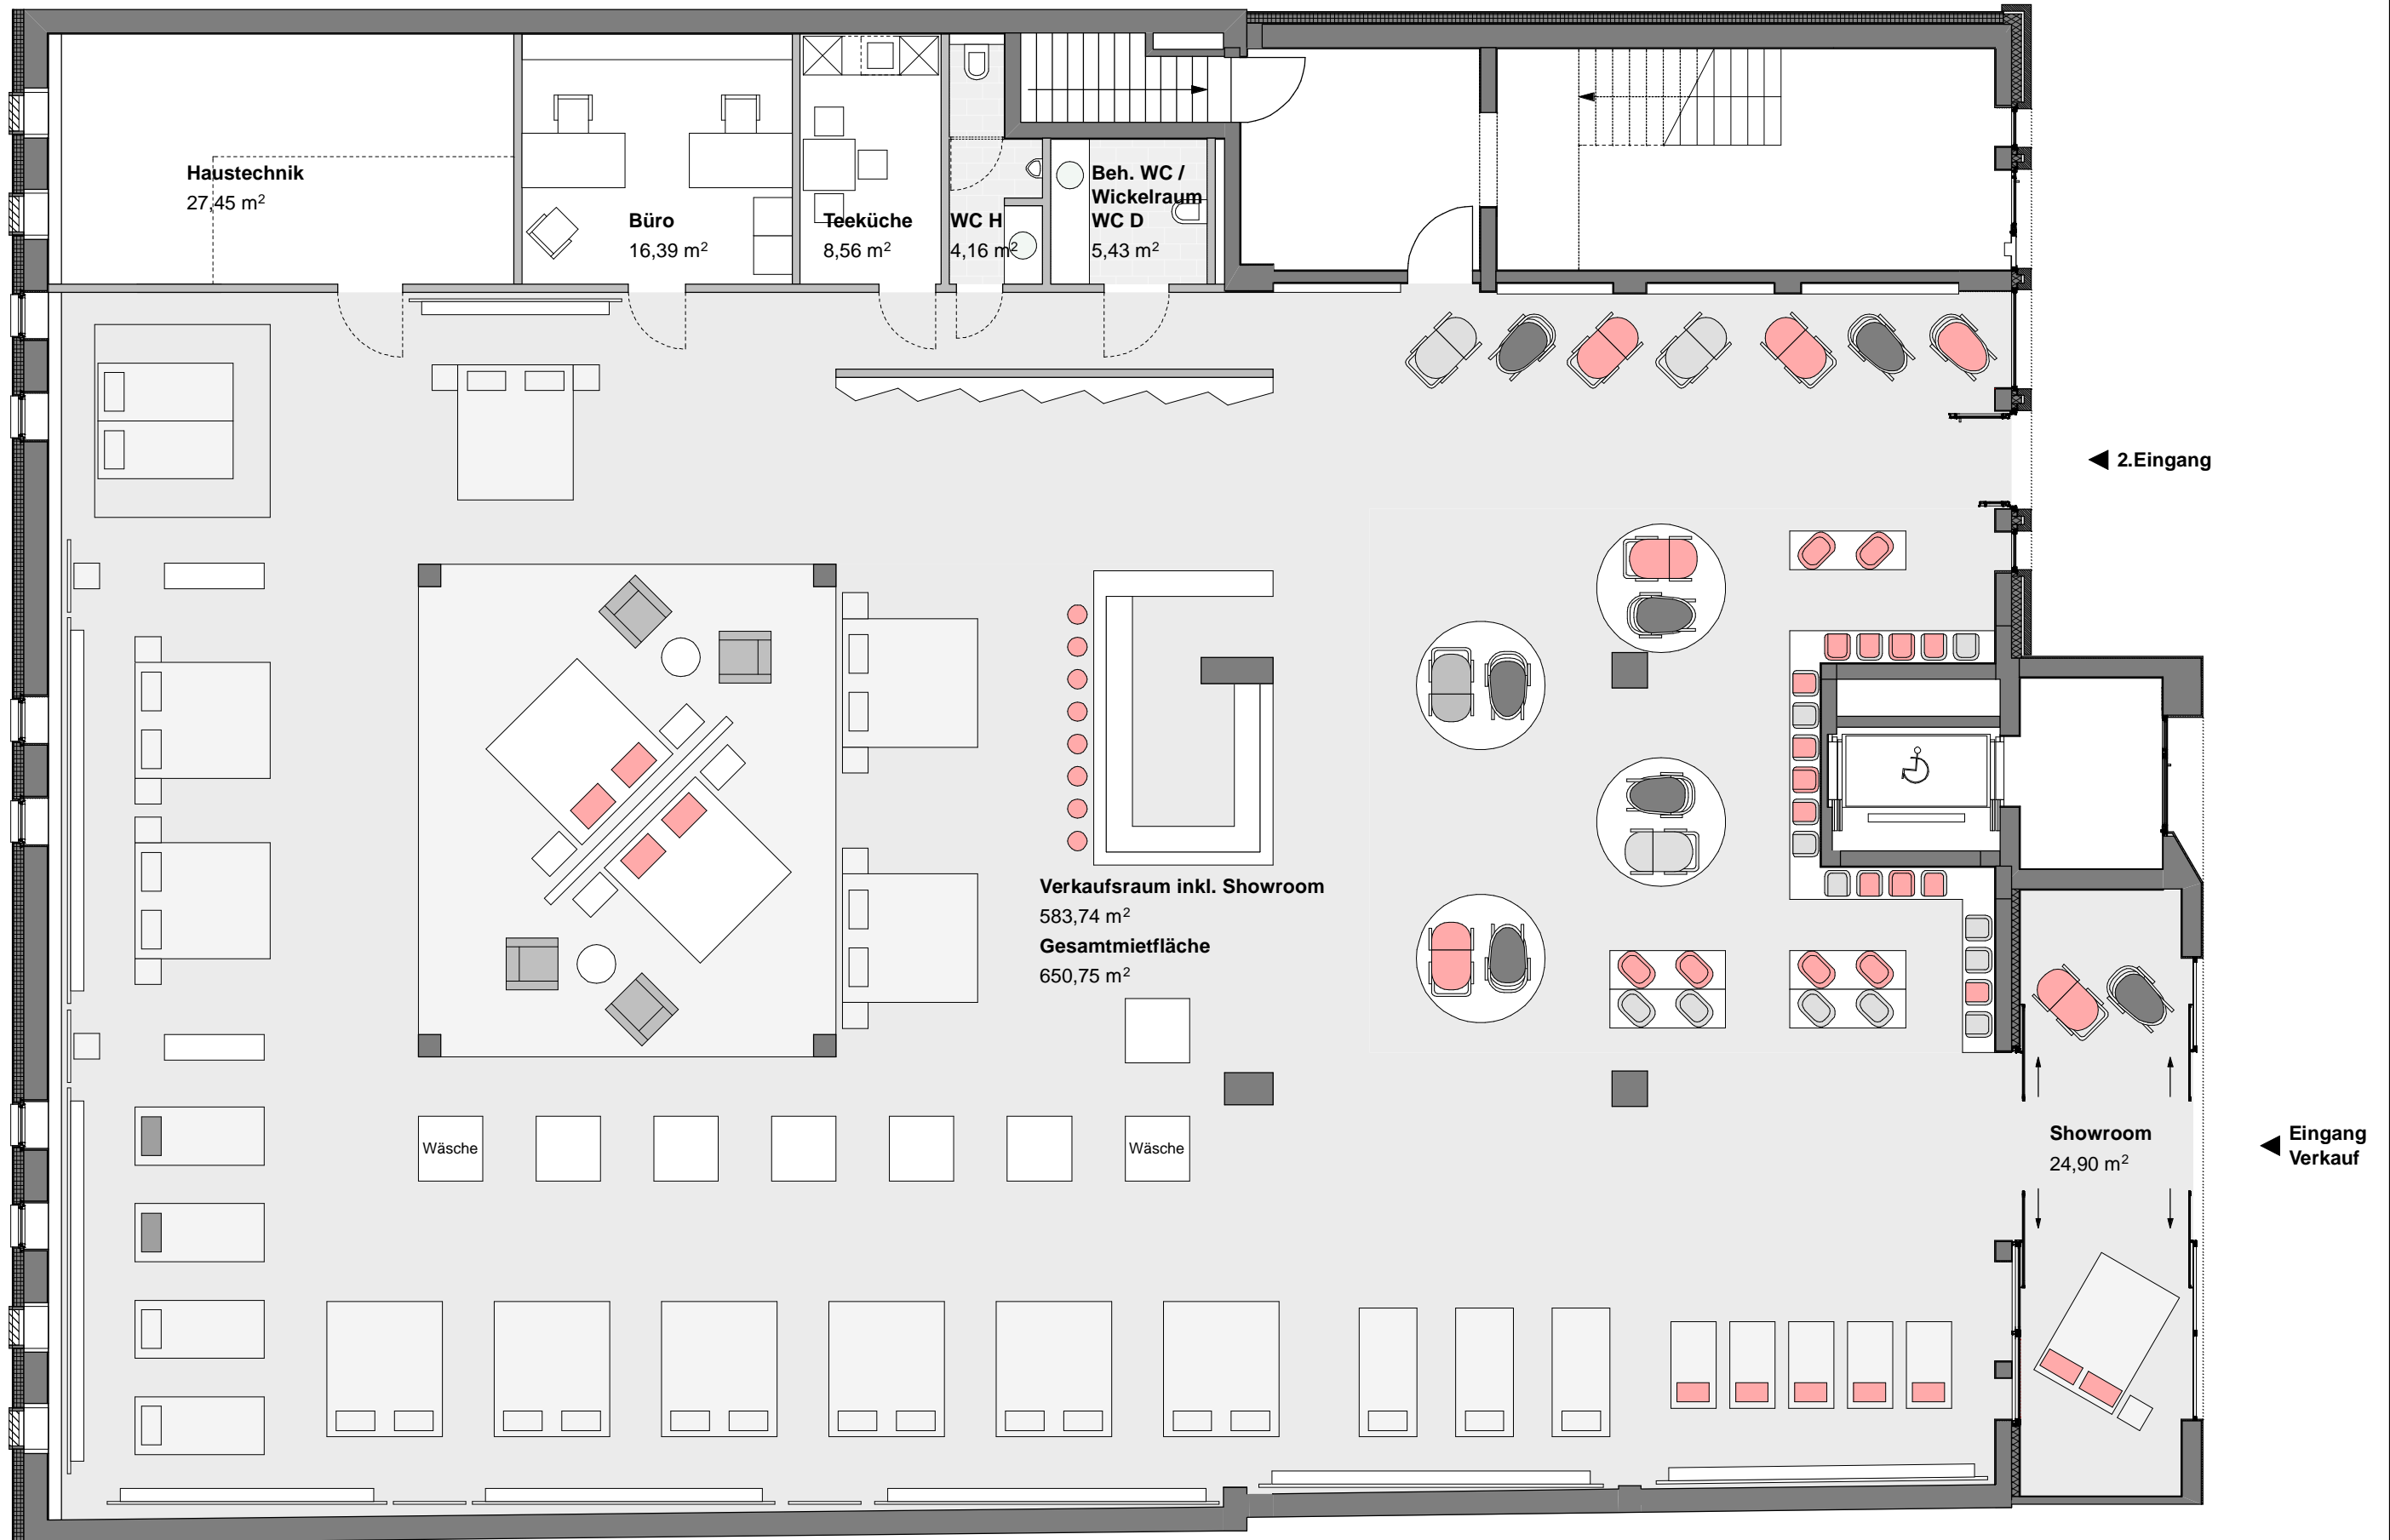 Haustechnik
27,45 m²
Büro
16,39 m²
Teeküche
8,56 m²
WC H
4,16 m²
Beh. WC /
Wickelraum
WC D
5,43 m²
2.Eingang
Verkaufsraum inkl. Showroom
583,74 m²
Gesamtmietfläche
650,75 m²
Wäsche
Wäsche
Showroom
24,90 m²
Eingang
Verkauf